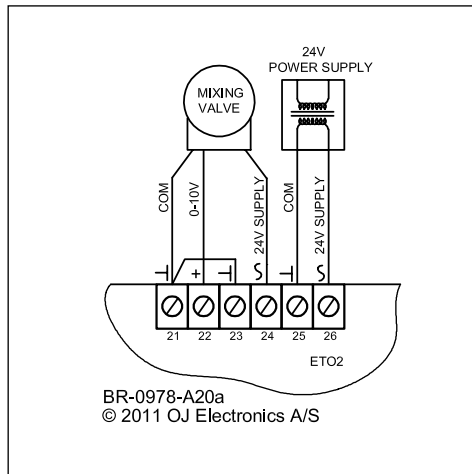 24V
POWER SUPPLY
MIXING
VALVE
COM
0-10V
24V SUPPLY
COM
24V SUPPLY
+
21 22 23 24 25 26
ETO2
BR-0978-A20a
© 2011 OJ Electronics A/S